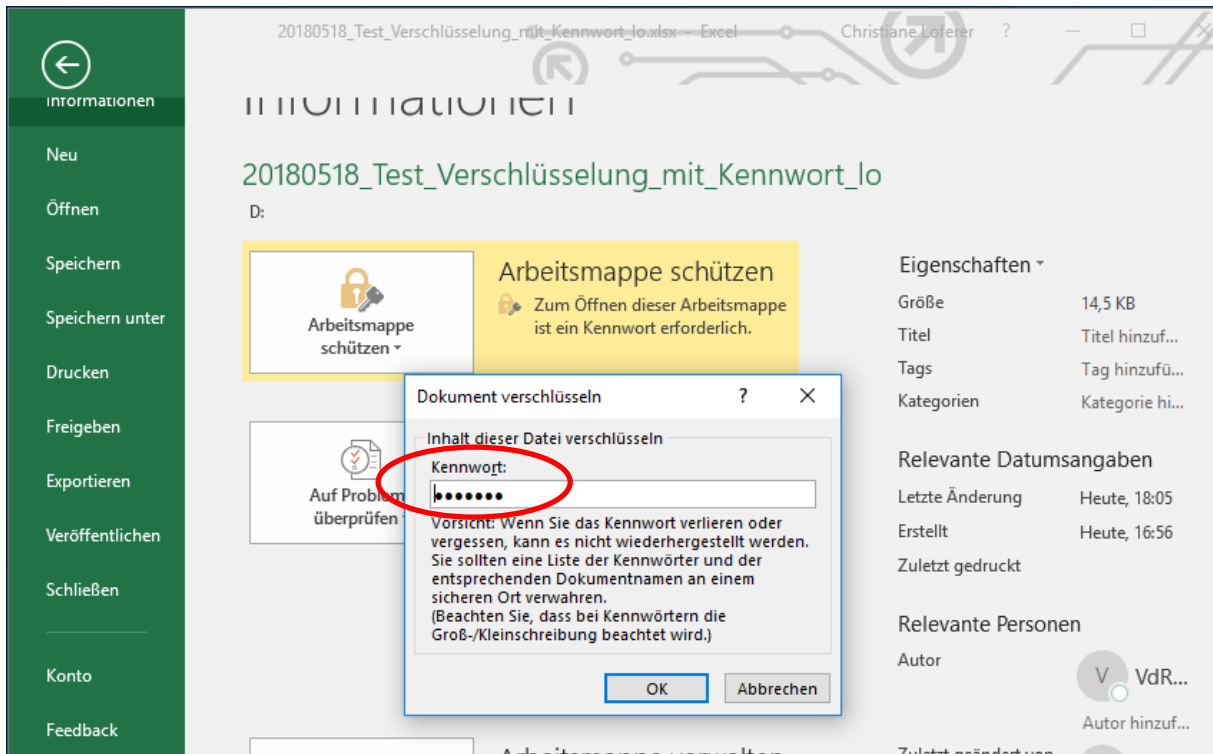 20180518_Test_Verschlüsselung_mit_Kennwort_lo.xlsx - Excel
Christiane Loferer
?
Informationen
Neu
Öffnen
Speichern
Speichern unter
Drucken
Freigeben
Exportieren
Veröffentlichen
Schließen
Konto
Feedback
Informationen
20180518_Test_Verschlüsselung_mit_Kennwort_lo
D:
Arbeitsmappe
schützen
Arbeitsmappe schützen
Zum Öffnen dieser Arbeitsmappe
ist ein Kennwort erforderlich.
Auf Problem
überprüfen
Dokument verschlüsseln
?
Inhalt dieser Datei verschlüsseln
Kennwort:
•••••••
Vorsicht: Wenn Sie das Kennwort verlieren oder
vergessen, kann es nicht wiederhergestellt werden.
Sie sollten eine Liste der Kennwörter und der
entsprechenden Dokumentnamen an einem
sicheren Ort verwahren.
(Beachten Sie, dass bei Kennwörtern die
Groß-/Kleinschreibung beachtet wird.)
OK
Abbrechen
Arbeitsmappe verwalten
Eigenschaften
Größe 14,5 KB
Titel Titel hinzuf...
Tags Tag hinzufü...
Kategorien Kategorie hi...
Relevante Datumsangaben
Letzte Änderung Heute, 18:05
Erstellt Heute, 16:56
Zuletzt gedruckt
Relevante Personen
Autor
V VdR...
Autor hinzuf...
Zuletzt geändert von